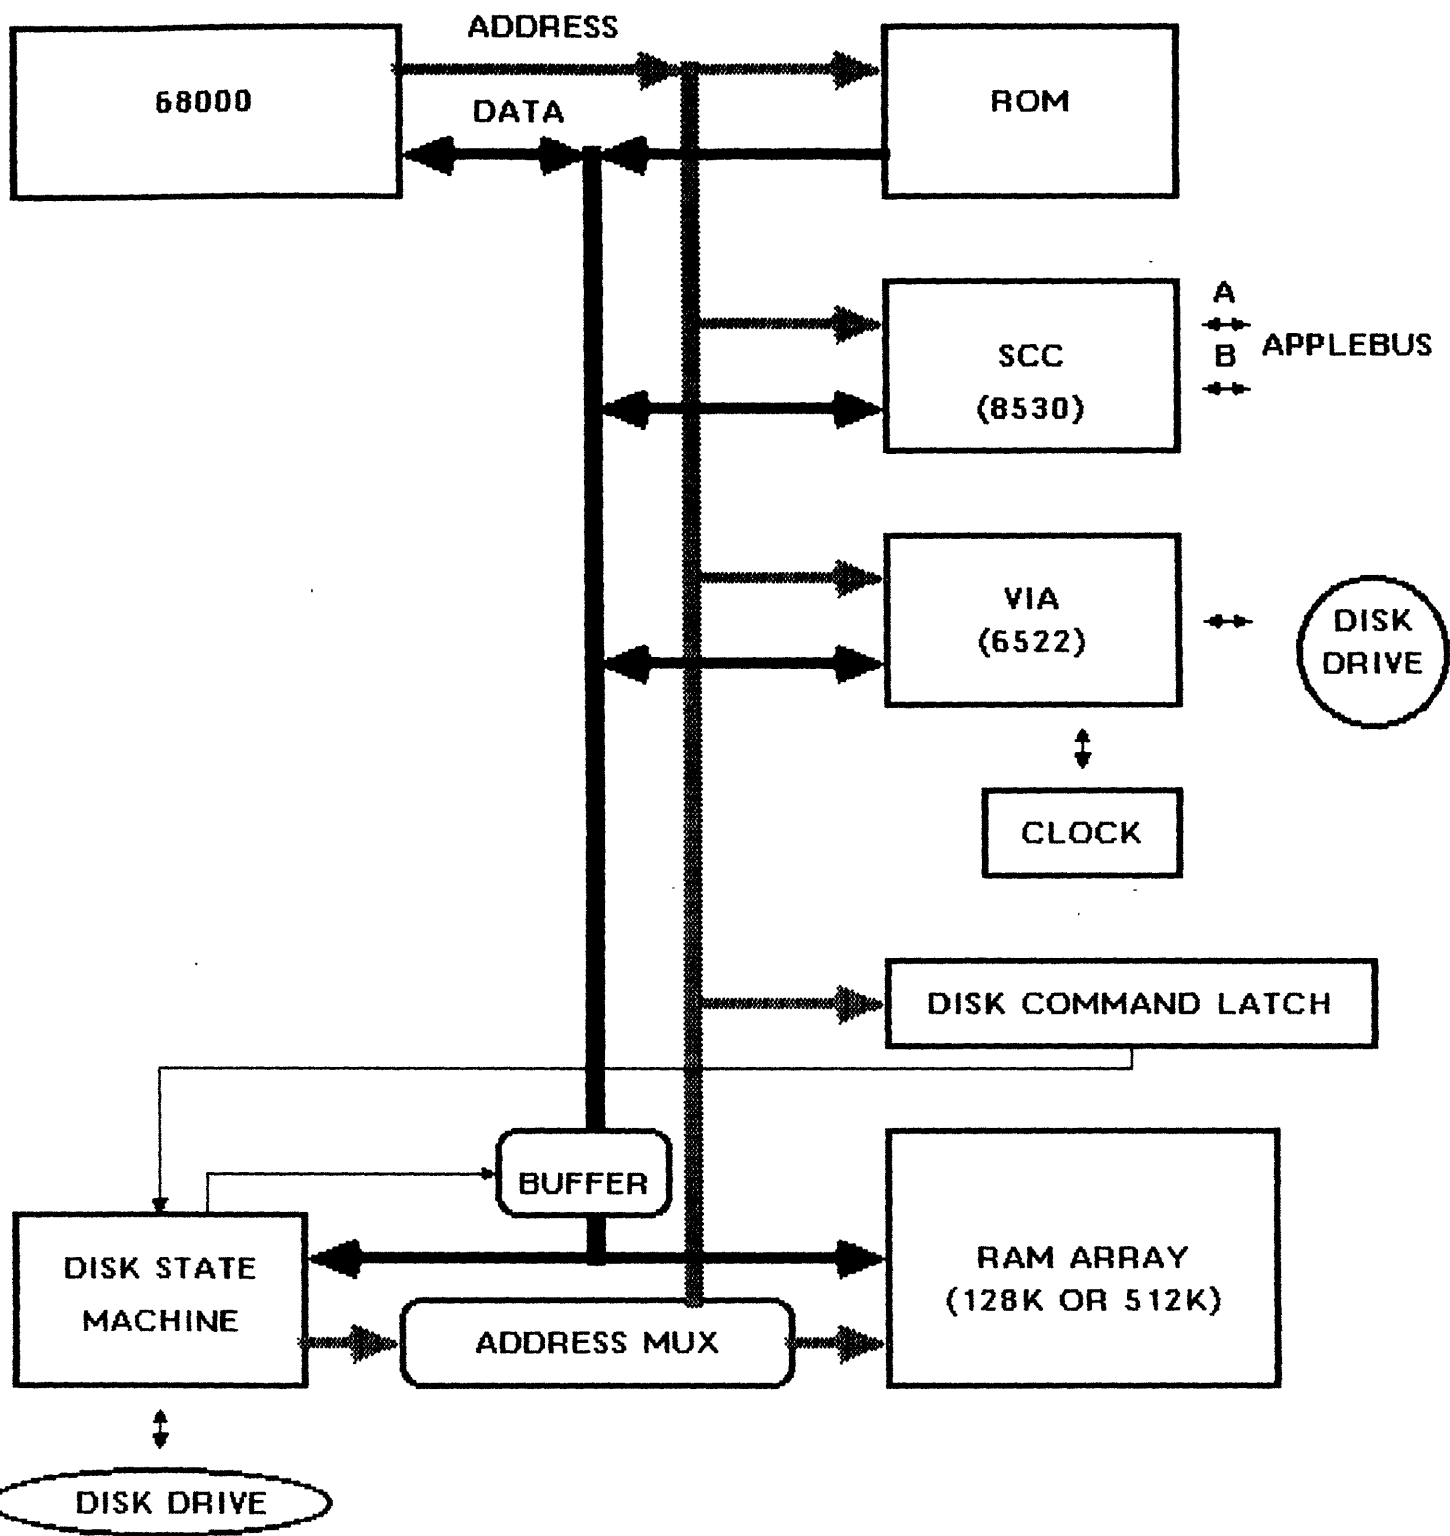 ADDRESS
68000
DATA
ROM
A
SCC
B
APPLEBUS
(8530)
VIA
(6522)
DISK
DRIVE
CLOCK
DISK COMMAND LATCH
BUFFER
DISK STATE
MACHINE
RAM ARRAY
(128K OR 512K)
ADDRESS MUX
DISK DRIVE